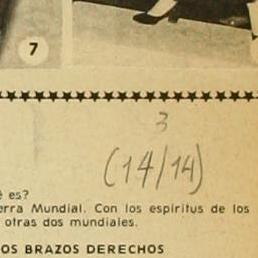 7
3
(14/14)
é es?
erra Mundial. Con los espíritus de los
otras dos mundiales.
OS BRAZOS DERECHOS